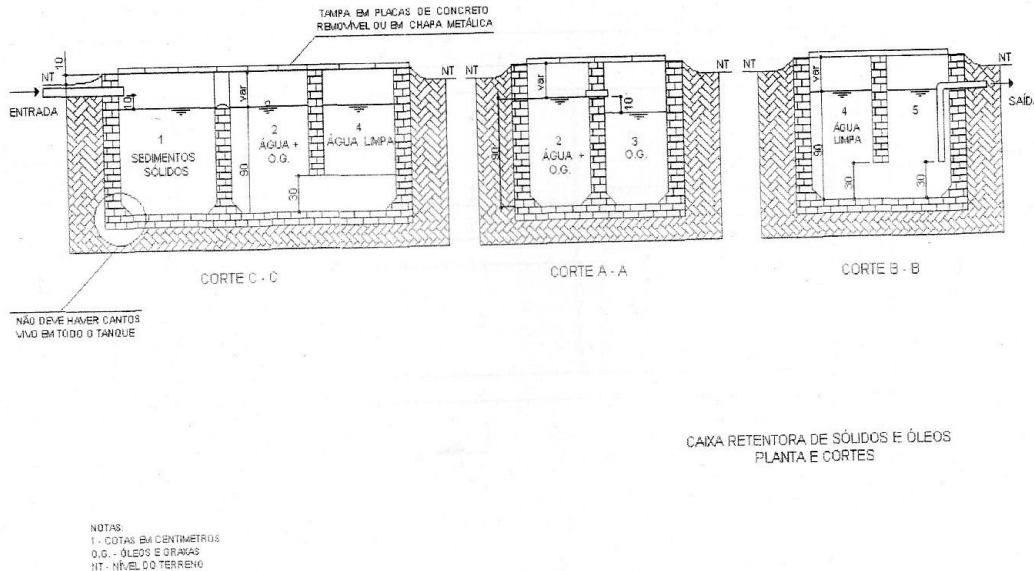 TAMPA EM PLACAS DE CONCRETO
REMOVÍVEL OU EM CHAPA METÁLICA
10
NT
ENTRADA
10
var
1
SEDIMENTOS
SÓLIDOS
2
ÁGUA +
O.G.
90
4
ÁGUA LIMPA
30
NT
CORTE C - C
NÃO DEVE HAVER CANTOS
VIVO EM TODO O TANQUE
NT
var
10
90
2
ÁGUA +
O.G.
3
O.G.
NT
CORTE A - A
NT
var
4
ÁGUA
LIMPA
90
5
30
30
NT
SAÍD
CORTE B - B
CAIXA RETENTORA DE SÓLIDOS E ÓLEOS
PLANTA E CORTES
NOTAS:
1 - COTAS EM CENTIMETROS
O.G. - ÓLEOS E GRAXAS
NT - NÍVEL DO TERRENO